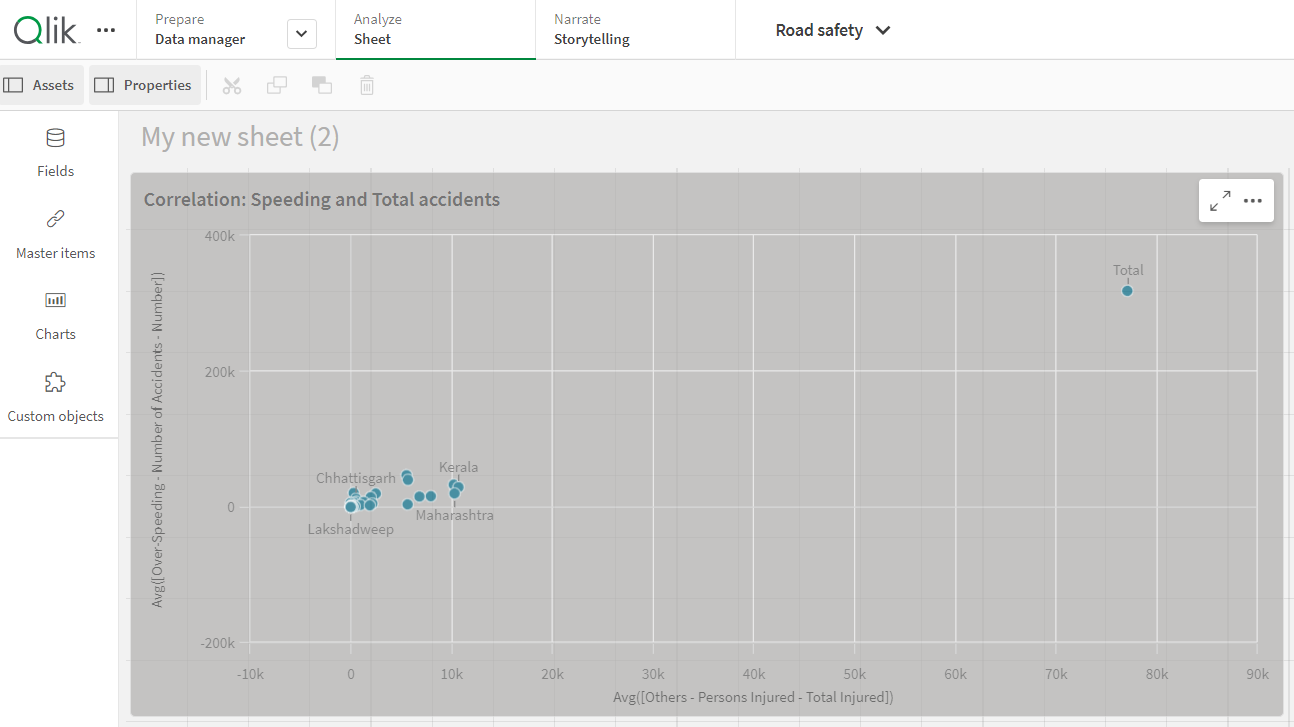 Qlik
Prepare
Data manager
Analyze
Sheet
Narrate
Storytelling
Road safety
Assets
Properties
Fields
Master items
Charts
Custom objects
My new sheet (2)
Correlation: Speeding and Total accidents
Avg([Over-Speeding - Number of Accidents - Number])
400k
200k
0
-200k
Total
Chhattisgarh
Kerala
Maharashtra
Lakshadweep
-10k
0
10k
20k
30k
40k
50k
60k
70k
80k
90k
Avg([Others - Persons Injured - Total Injured])